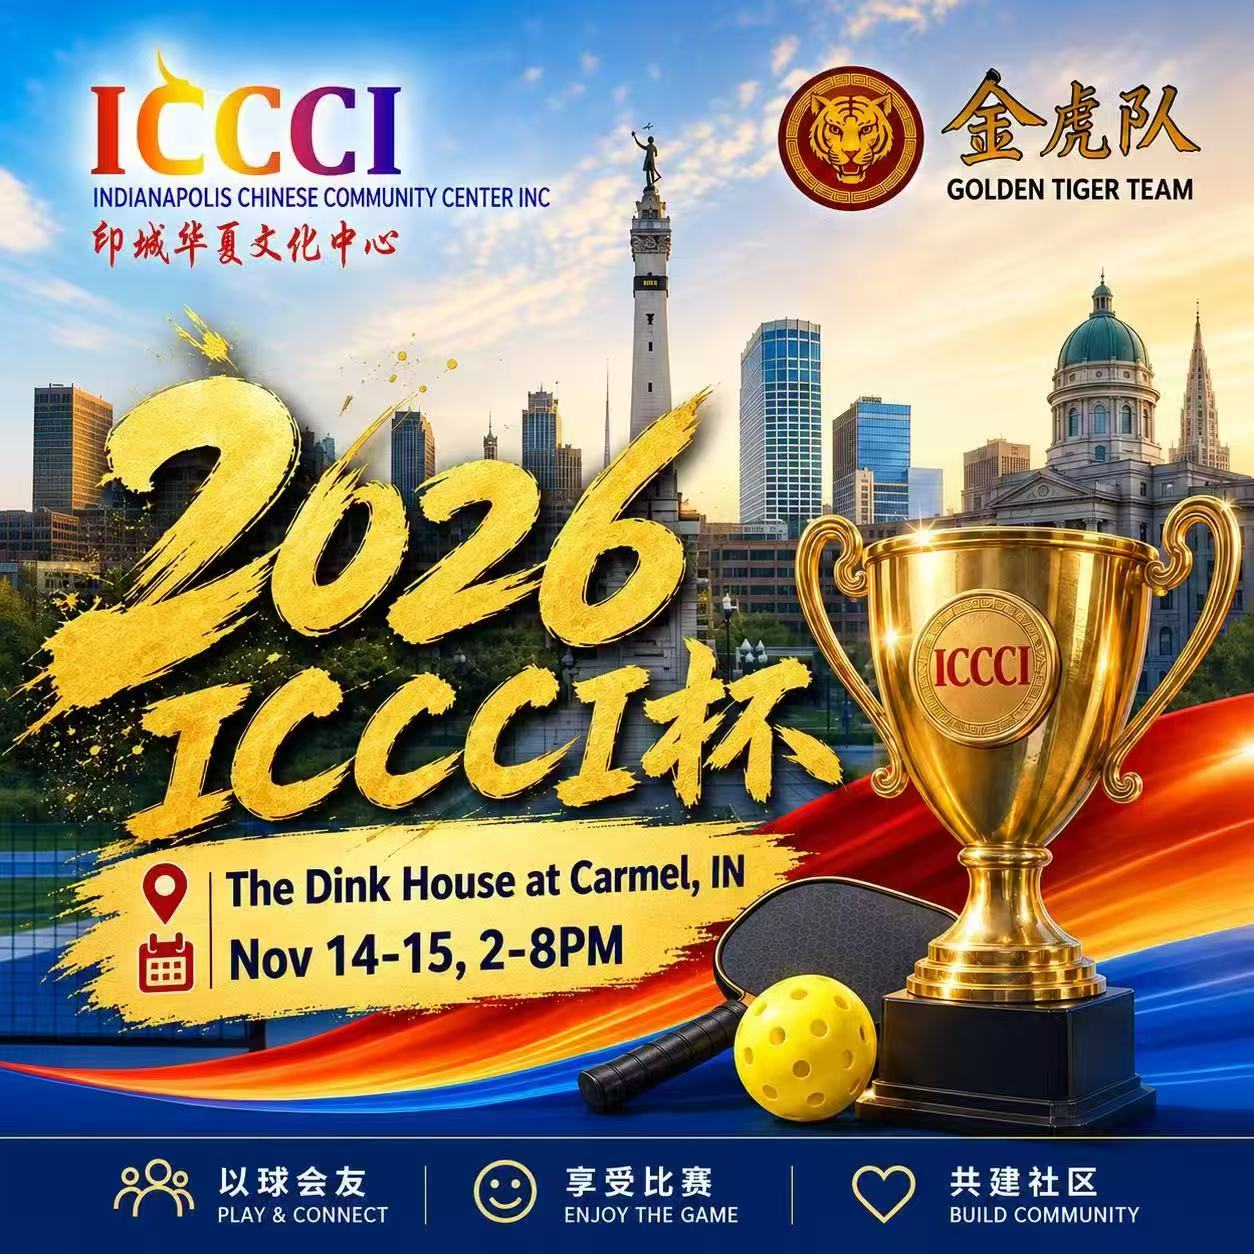 ICCCI
INDIANAPOLIS CHINESE COMMUNITY CENTER INC
印城华夏文化中心
金虎队
GOLDEN TIGER TEAM
2026
ICCCI杯
The Dink House at Carmel, IN
Nov 14-15, 2-8PM
ICCCI
以球会友
PLAY & CONNECT
享受比赛
ENJOY THE GAME
共建社区
BUILD COMMUNITY